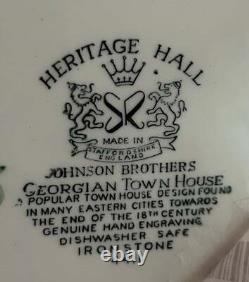 HERITAGE HALL
MADE IN
STAFFORDSHIRE
ENGLAND
JOHNSON BROTHERS
GEORGIAN TOWN HOUSE
A POPULAR TOWN HOUSE DESIGN FOUND
IN MANY EASTERN CITIES TOWARDS
THE END OF THE 18TH CENTURY
GENUINE HAND ENGRAVING
DISHWASHER SAFE
IRONSTONE